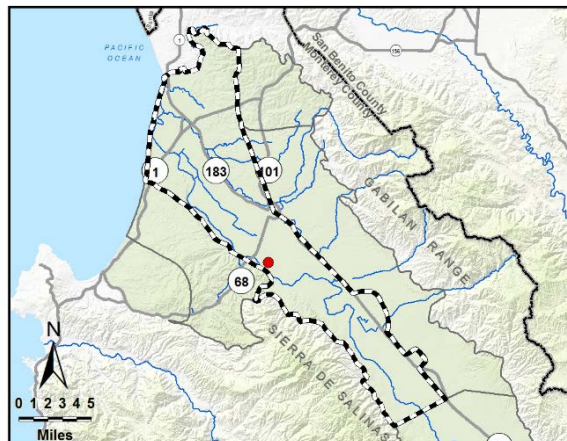 1
156
PACIFIC
OCEAN
San Benito County
Monterey County
183
101
1
GABILAN RANGE
68
SIERRA DE SALINAS
N
0 1 2 3 4 5
Miles